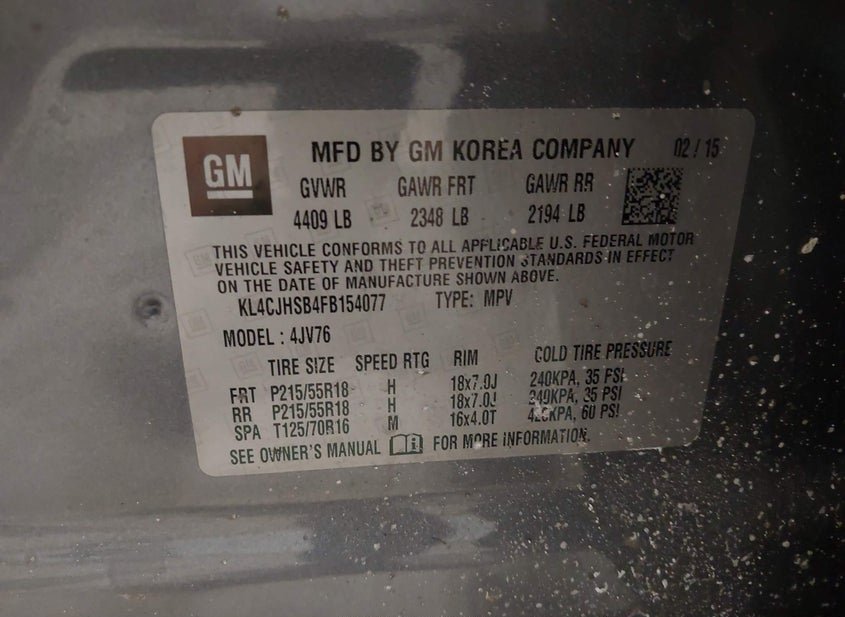 GM
MFD BY GM KOREA COMPANY 02 / 15
GVWR GAWR FRT GAWR RR
4409 LB 2348 LB 2194 LB
THIS VEHICLE CONFORMS TO ALL APPLICABLE U.S. FEDERAL MOTOR
VEHICLE SAFETY AND THEFT PREVENTION STANDARDS IN EFFECT
ON THE DATE OF MANUFACTURE SHOWN ABOVE.
KL4CJHSB4FB154077 TYPE: MPV
MODEL : 4JV76
TIRE SIZE SPEED RTG RIM COLD TIRE PRESSURE
FRT P215/55R18 H 18x7.0J 240KPA, 35 PSI
RR P215/55R18 H 18x7.0J 240KPA, 35 PSI
SPA T125/70R16 M 16x4.0T 420KPA, 60 PSI
SEE OWNER'S MANUAL FOR MORE INFORMATION.